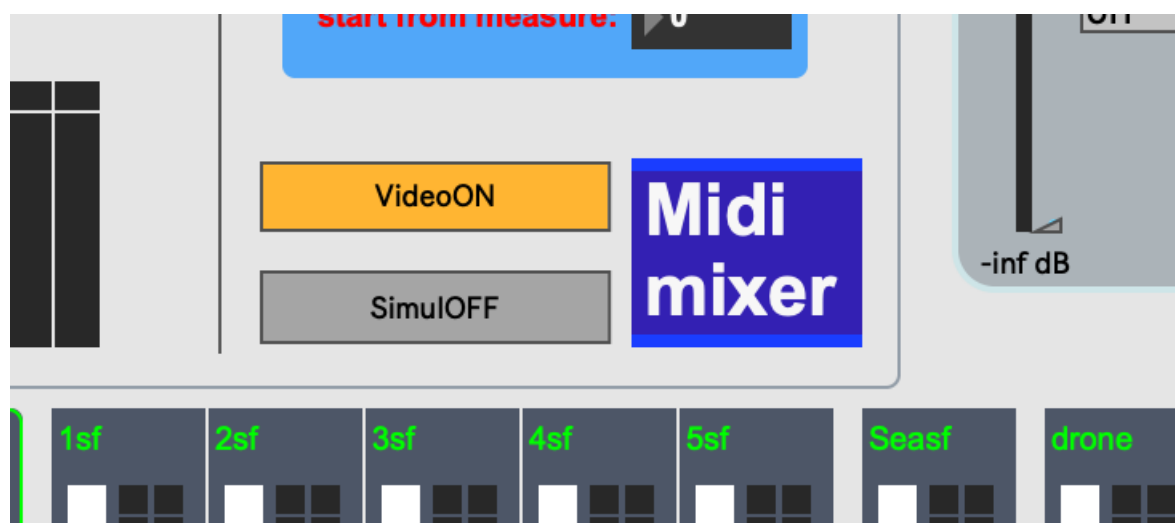 start from measure:
0
VideoON
Midi
mixer
SimulOFF
-inf dB
1sf
2sf
3sf
4sf
5sf
Seasf
drone